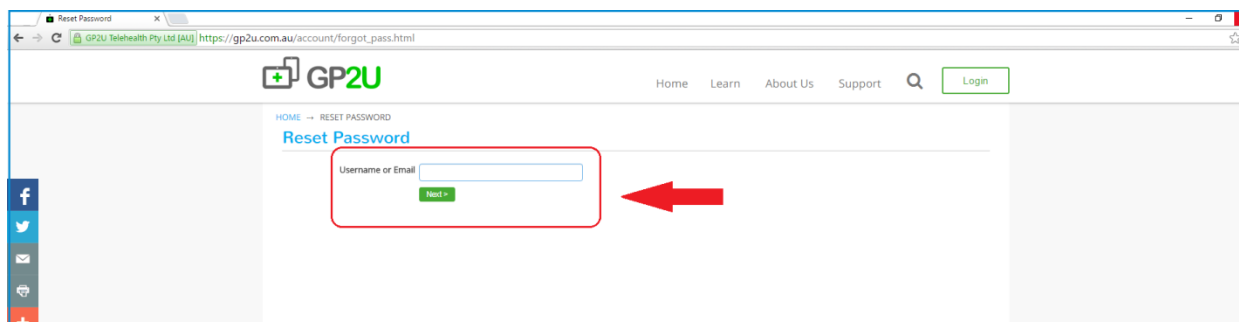 Reset Password
GP2U Telehealth Pty Ltd [AU] https://gp2u.com.au/account/forgot_pass.html
GP2U
Home Learn About Us Support Login
HOME → RESET PASSWORD
Reset Password
Username or Email
Next >